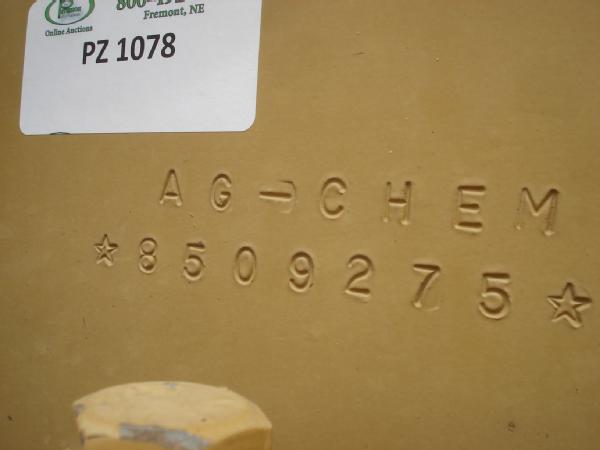 Fremont, NE
Online Auctions
PZ 1078
AG-CHEM
*8509275*